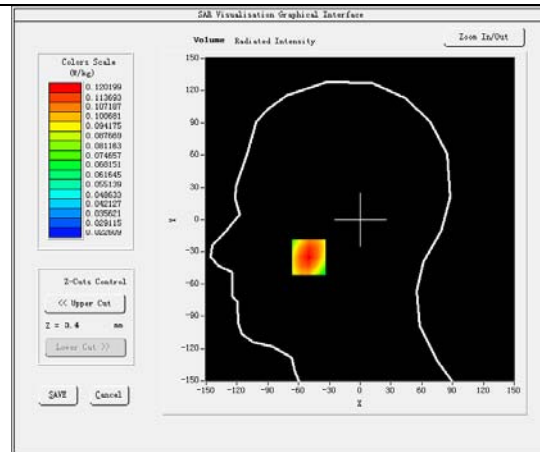 SAR Visualisation Graphical Interface
Volume Radiated Intensity
Zoom In/Out
Colors Scale
(W/kg)
0.120199
0.113693
0.107187
0.100681
0.094175
0.087669
0.081163
0.074657
0.068151
0.061645
0.055139
0.048633
0.042127
0.035621
0.029115
0.022609
Z-Cuts Control
<< Upper Cut
Z = 3.4 mm
Lower Cut >>
SAVE
Cancel
150
120
90
60
30
0
-30
-60
-90
-120
-150
Y
-150 -120 -90 -60 -30 0 30 60 90 120 150
X